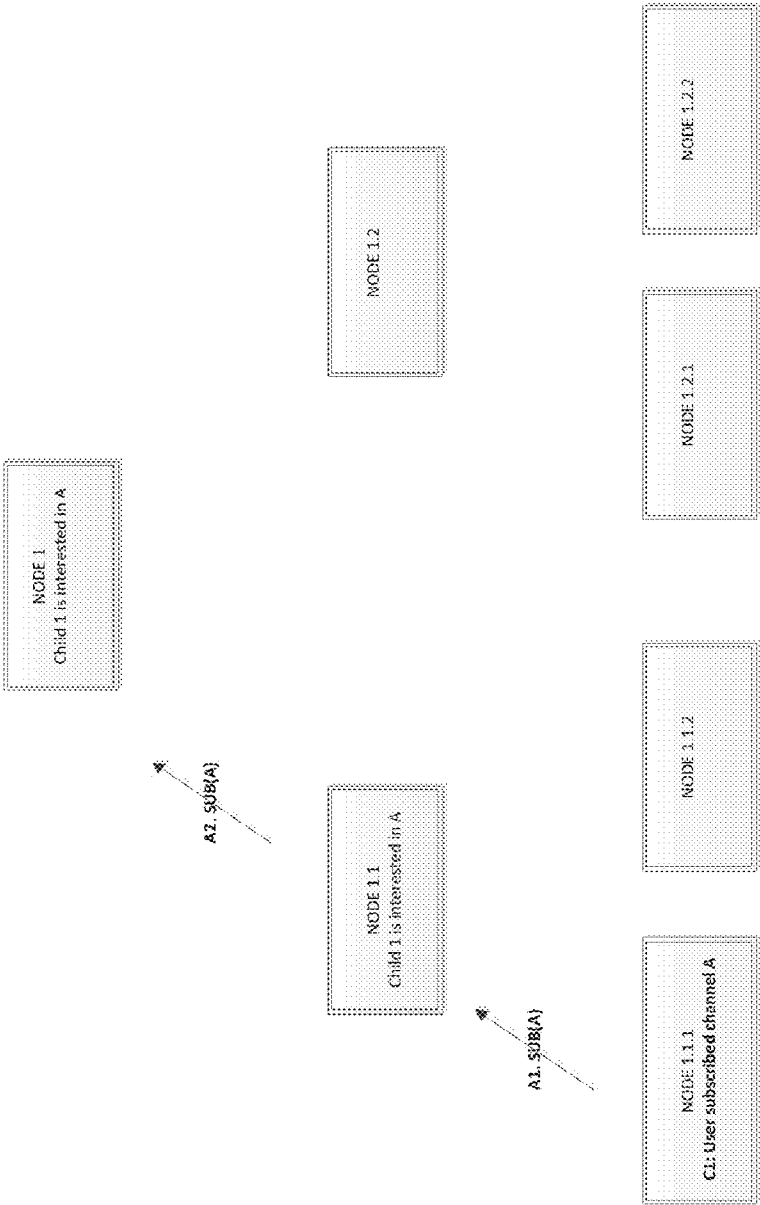 NODE 1
Child 1 is interested in A
A2. SUB(A)
NODE 1.1
Child 1 is interested in A
NODE 1.2
A1. SUB(A)
NODE 1.1.1
C1: User subscribed channel A
NODE 1.1.2
NODE 1.2.1
NODE 1.2.2